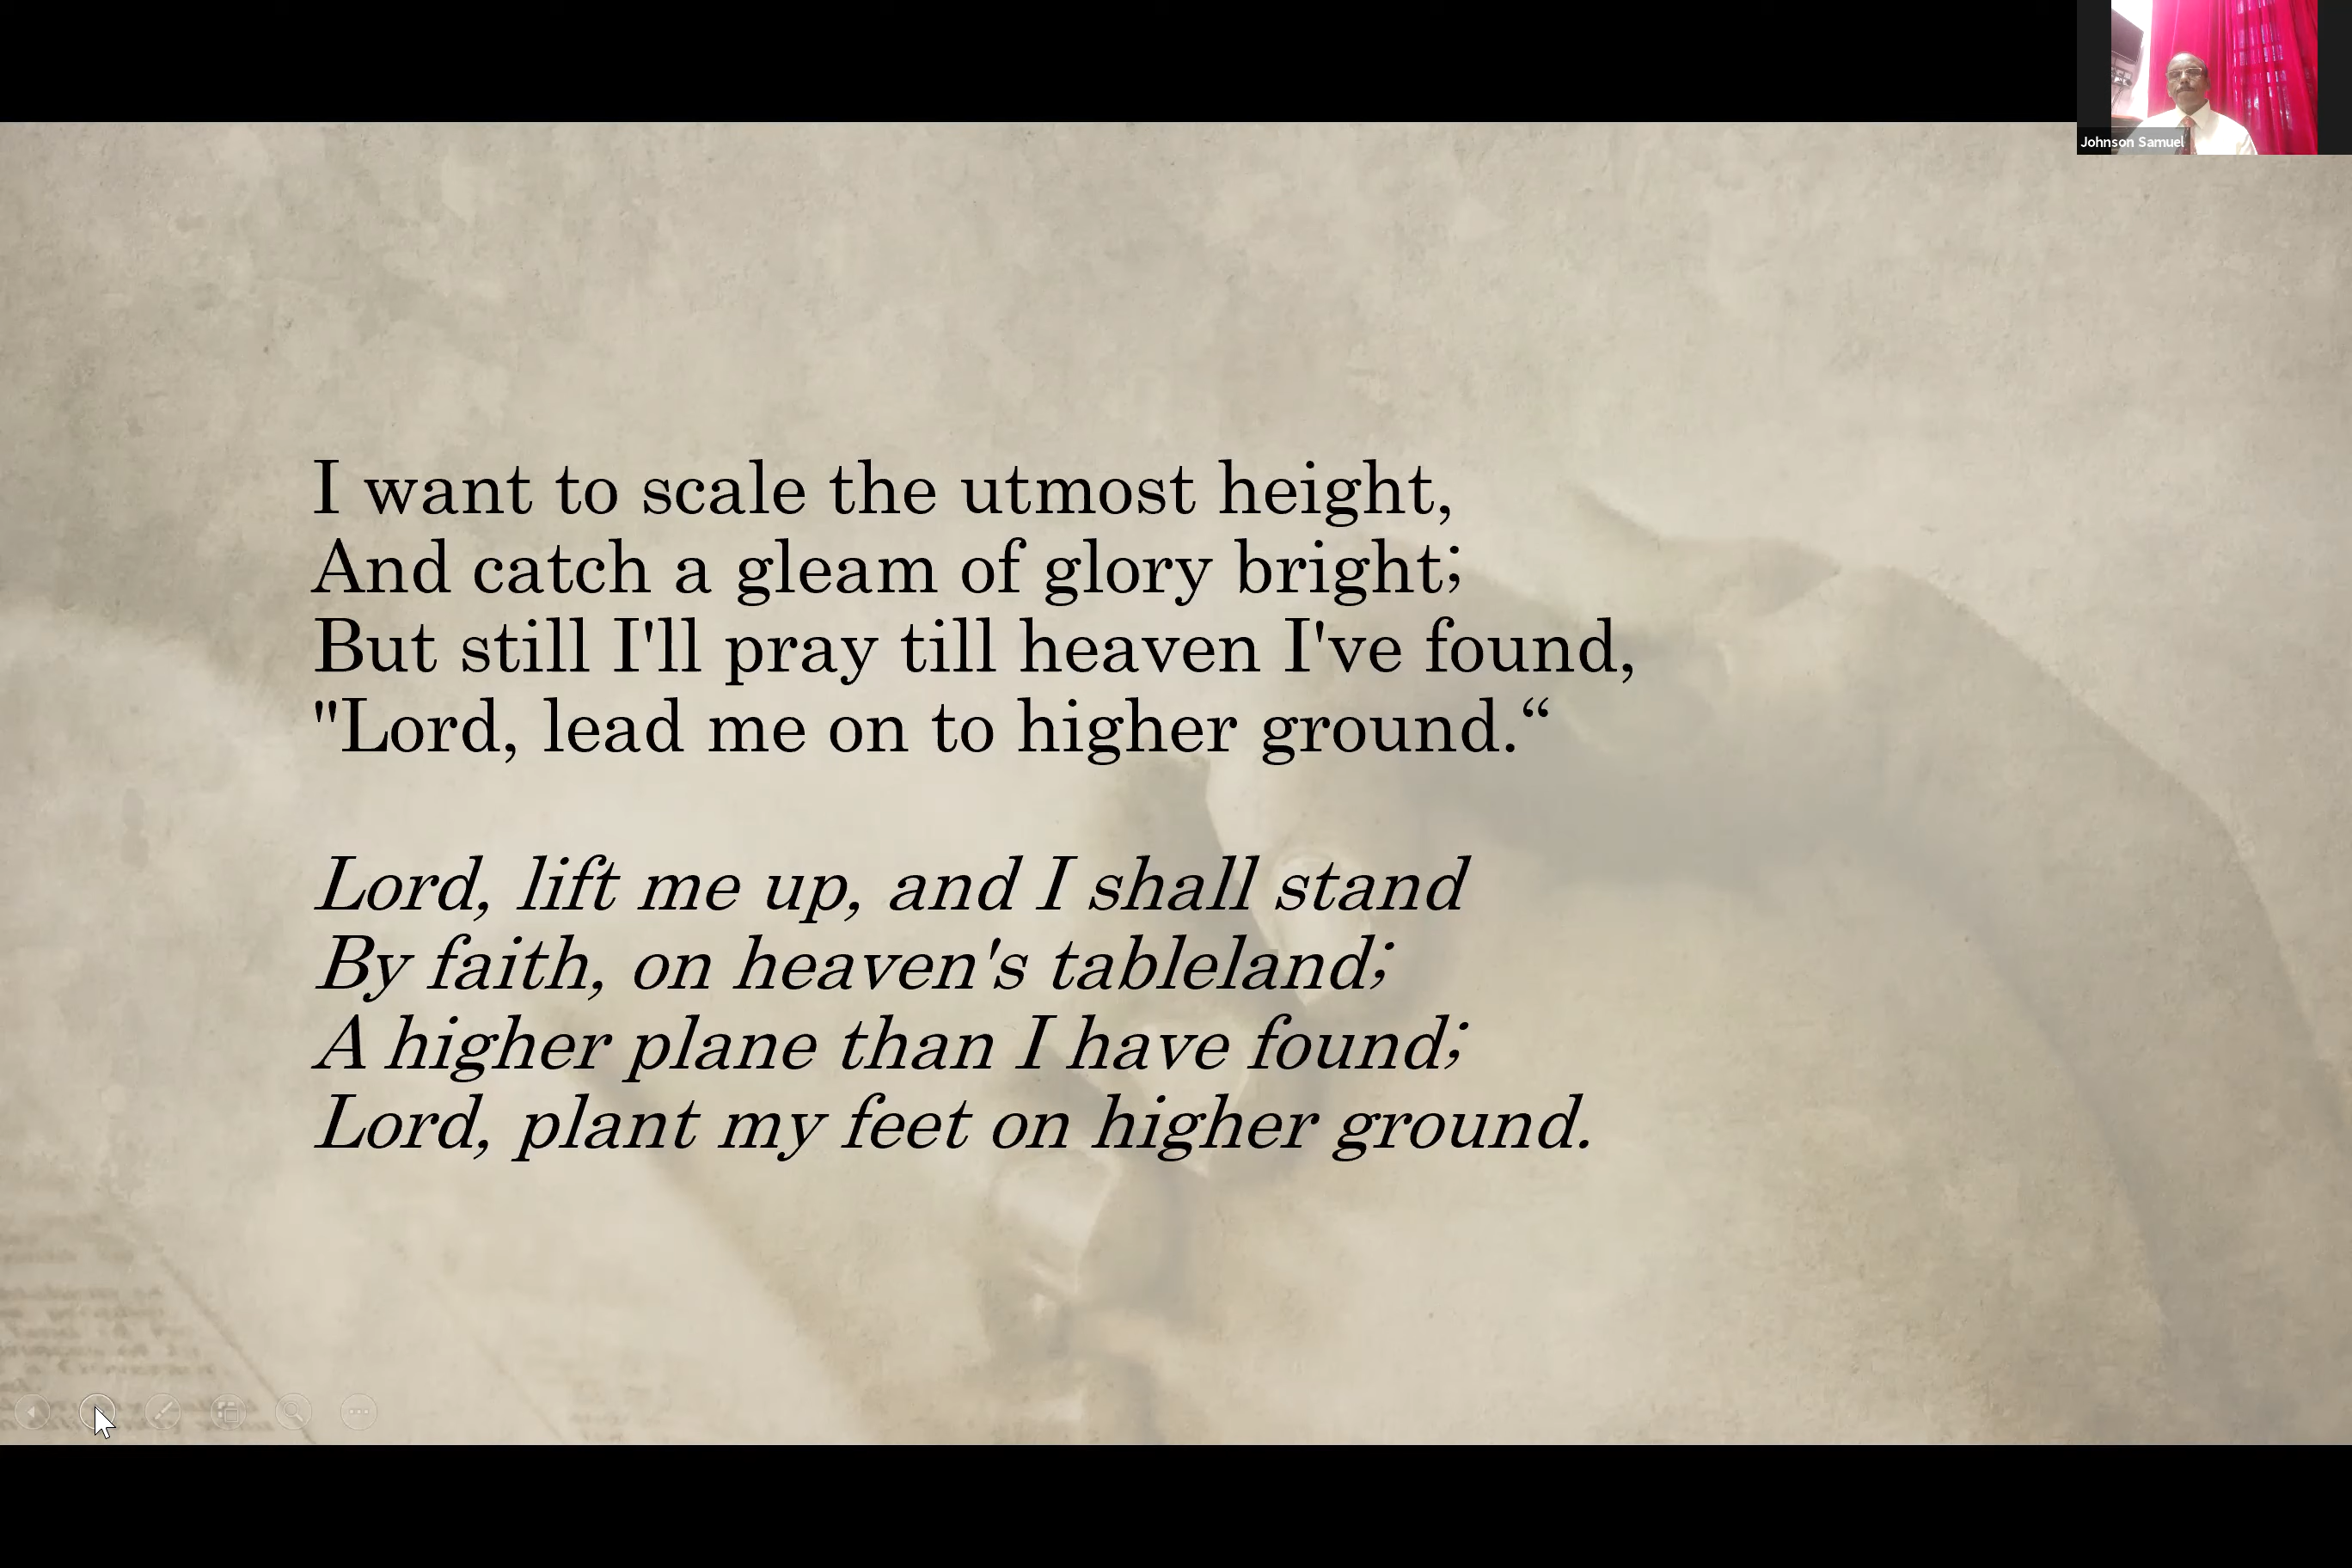 Johnson Samuel
I want to scale the utmost height,
And catch a gleam of glory bright;
But still I'll pray till heaven I've found,
"Lord, lead me on to higher ground.“
Lord, lift me up, and I shall stand
By faith, on heaven's tableland;
A higher plane than I have found;
Lord, plant my feet on higher ground.